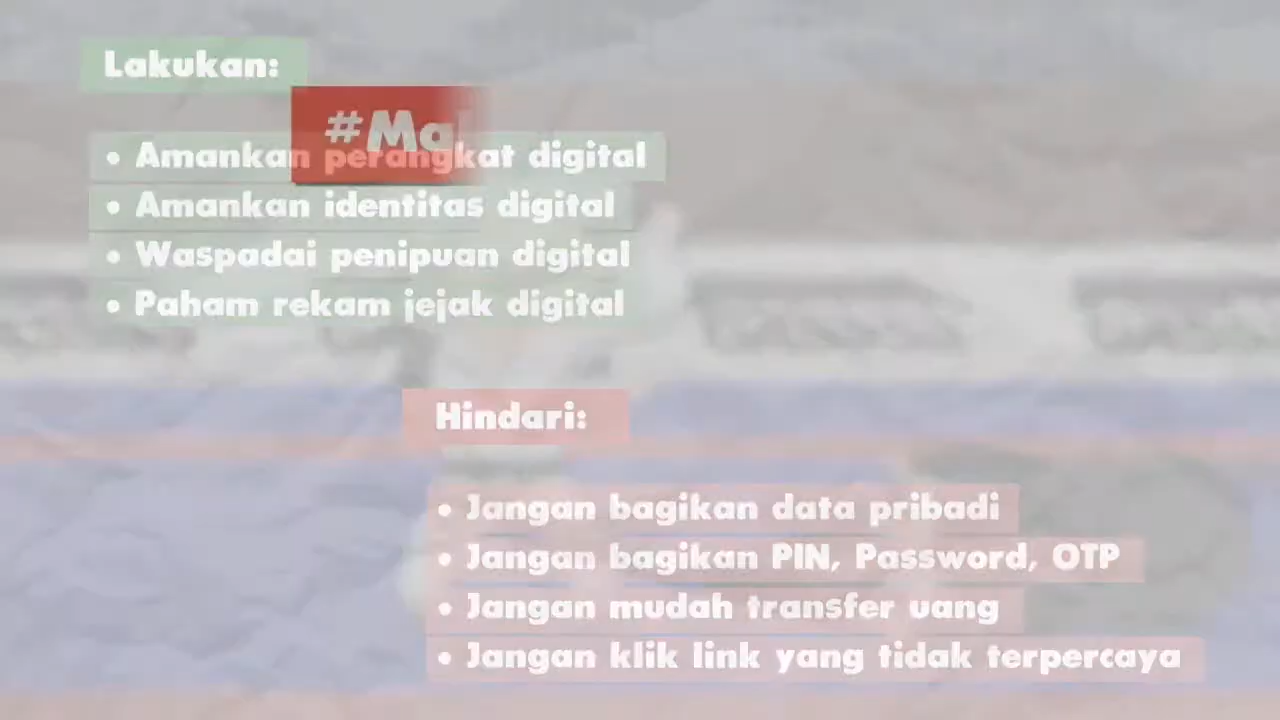 Lakukan:
#Ma
• Amankan perangkat digital
• Amankan identitas digital
• Waspadai penipuan digital
• Paham rekam jejak digital
Hindari:
• Jangan bagikan data pribadi
• Jangan bagikan PIN, Password, OTP
• Jangan mudah transfer uang
• Jangan klik link yang tidak terpercaya